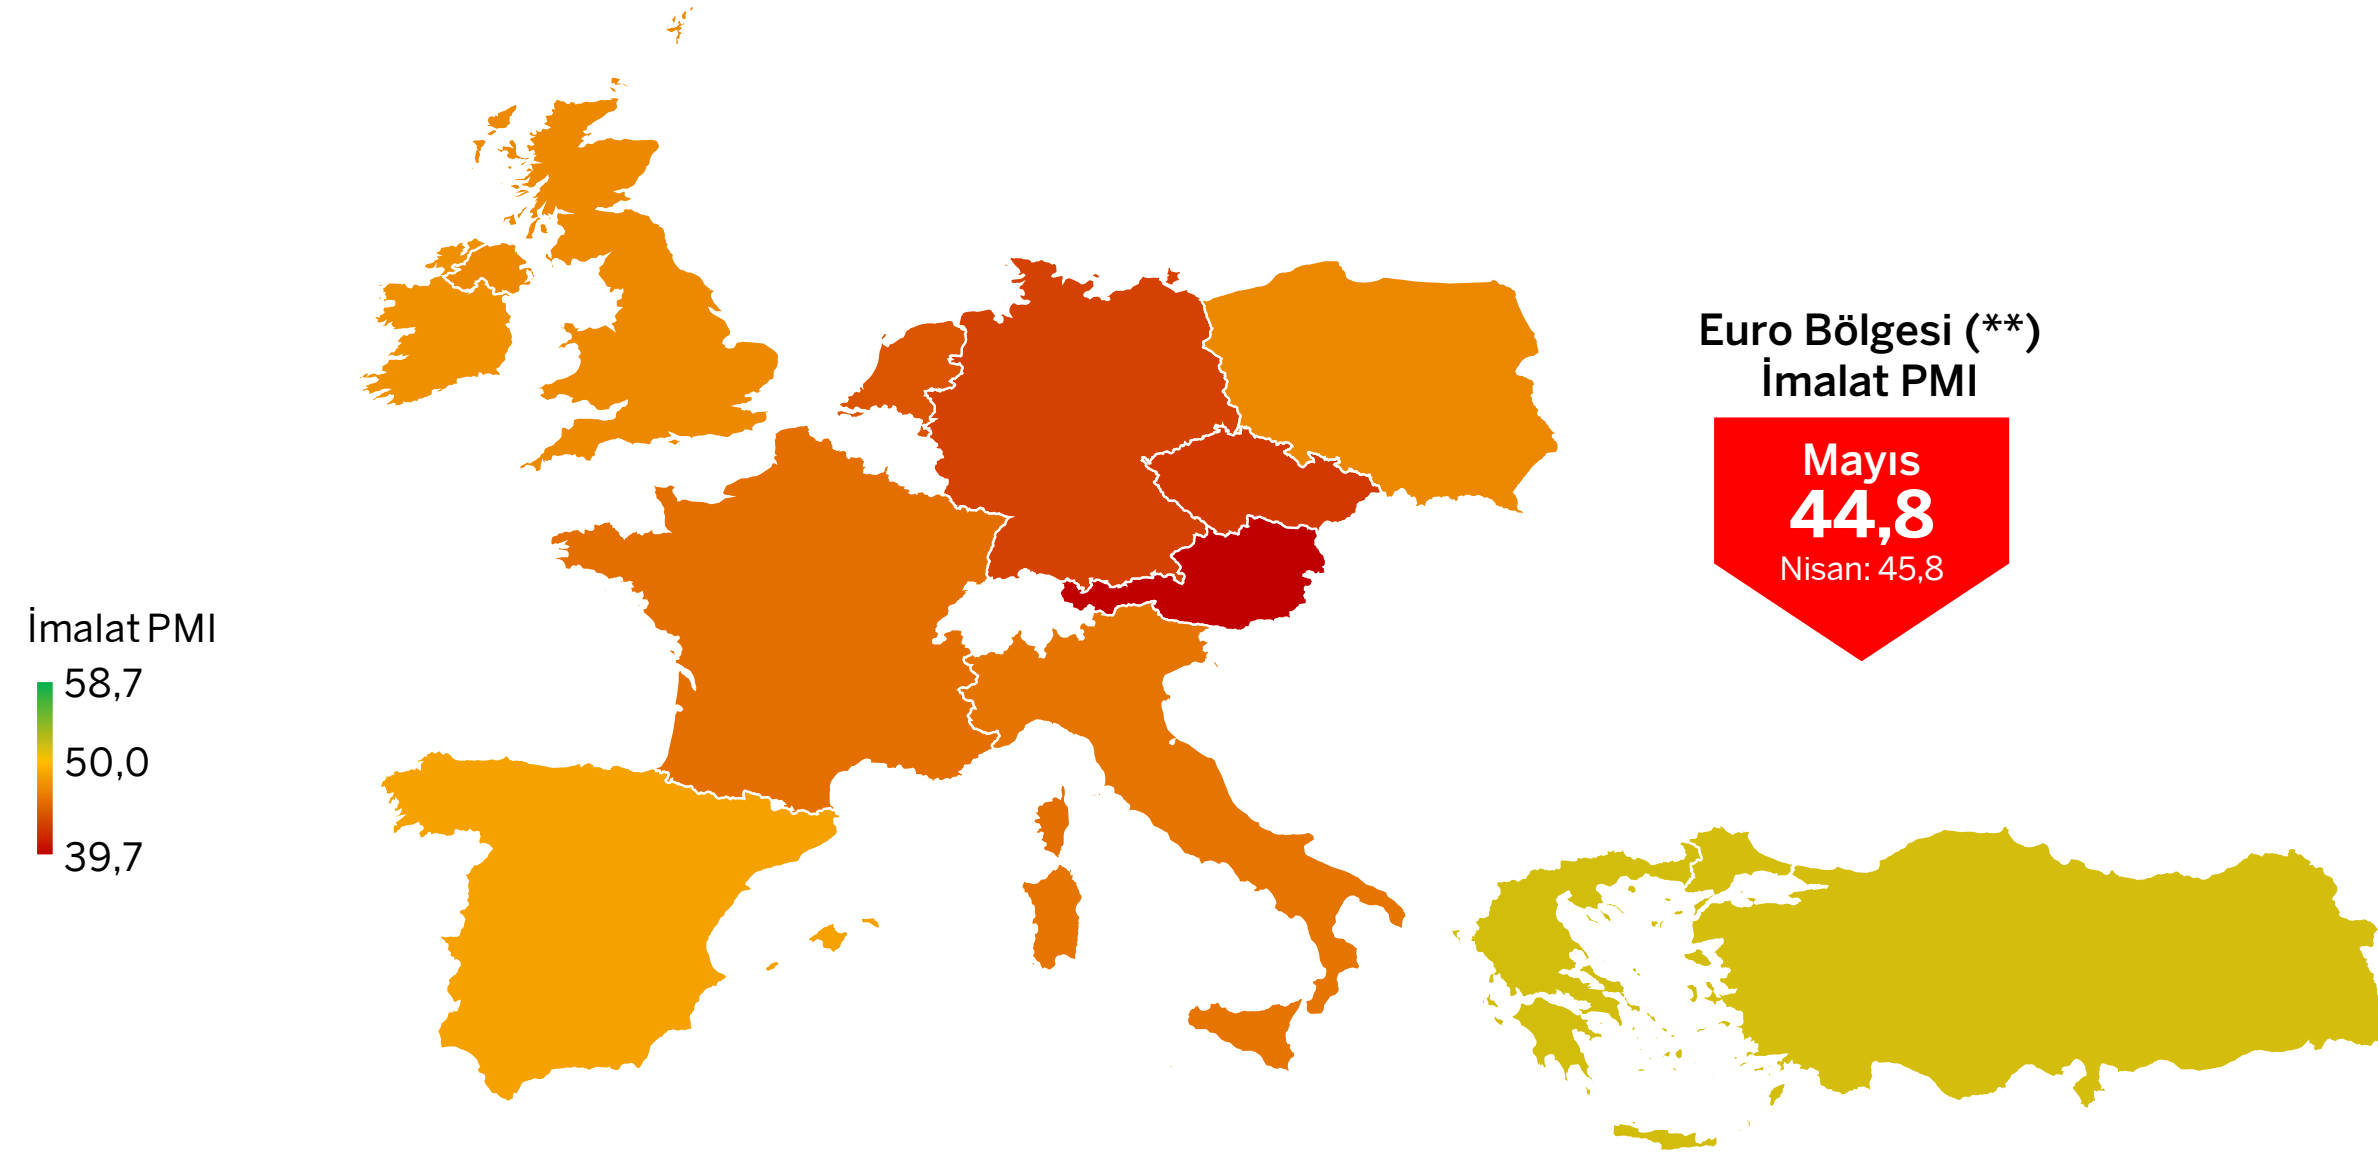 Euro Bölgesi (**)
İmalat PMI
Mayıs
44,8
Nisan: 45,8
İmalat PMI
58,7
50,0
39,7